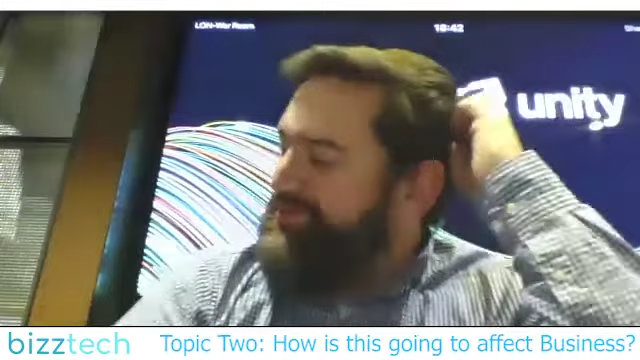 LON-War Room
18:42
unity
bizztech
Topic Two: How is this going to affect Business?